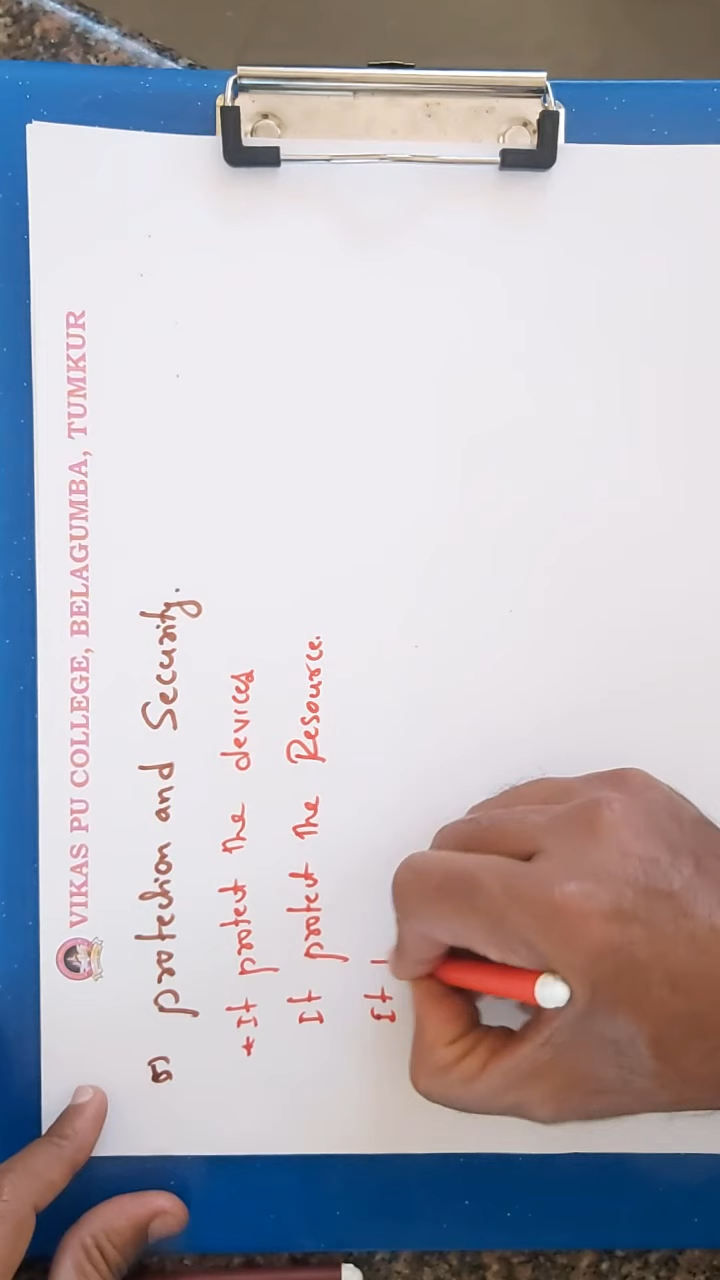 VIKAS PU COLLEGE, BELAGUMBA, TUMKUR
5) protection and Security.
* It protect the devices
It protect the Resource.
It